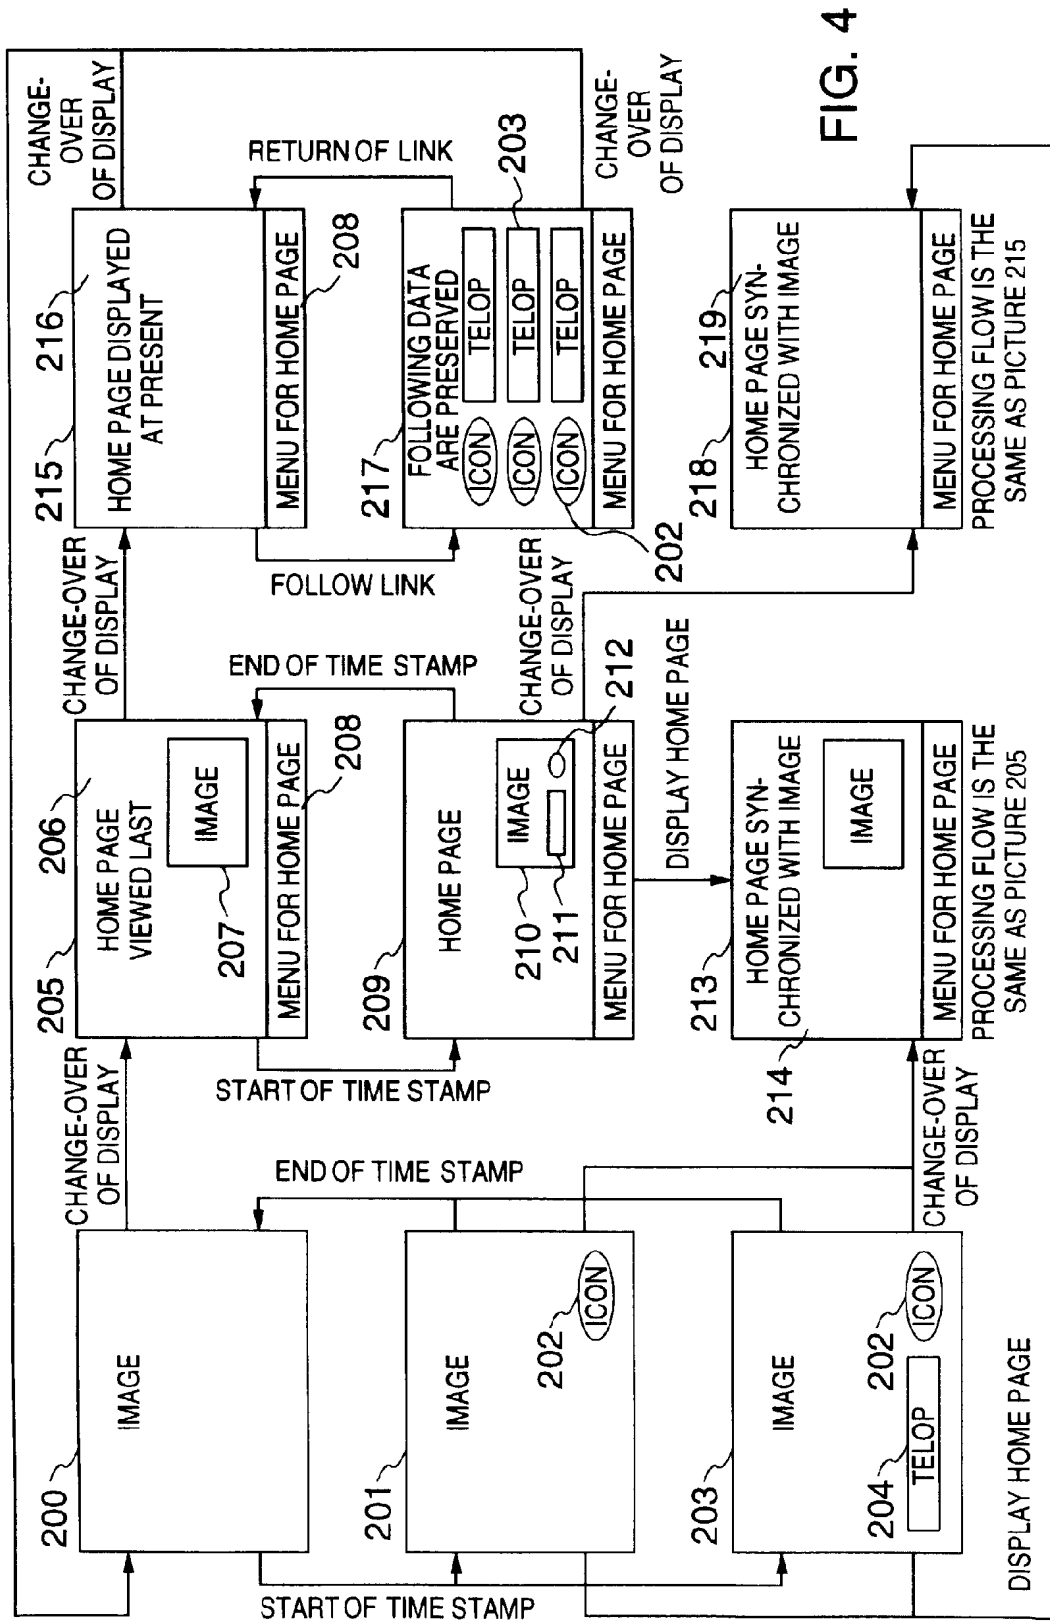 200
IMAGE
START OF TIME STAMP
201
IMAGE
202
ICON
END OF TIME STAMP
203
IMAGE
204
TELOP
202
ICON
DISPLAY HOME PAGE
CHANGE-OVER
OF DISPLAY
CHANGE-OVER
OF DISPLAY
205
206
HOME PAGE
VIEWED LAST
207
IMAGE
MENU FOR HOME PAGE
208
START OF TIME STAMP
END OF TIME STAMP
209
HOME PAGE
210
IMAGE
211
212
MENU FOR HOME PAGE
DISPLAY HOME PAGE
213
HOME PAGE SYN-
CHRONIZED WITH IMAGE
214
IMAGE
MENU FOR HOME PAGE
PROCESSING FLOW IS THE
SAME AS PICTURE 205
CHANGE-OVER
OF DISPLAY
CHANGE-OVER
OF DISPLAY
215
216
HOME PAGE DISPLAYED
AT PRESENT
MENU FOR HOME PAGE
208
FOLLOW LINK
RETURN OF LINK
217
FOLLOWING DATA
ARE PRESERVED
ICON
TELOP
203
ICON
TELOP
ICON
TELOP
202
MENU FOR HOME PAGE
218
219
HOME PAGE SYN-
CHRONIZED WITH IMAGE
MENU FOR HOME PAGE
PROCESSING FLOW IS THE
SAME AS PICTURE 215
CHANGE-
OVER
OF DISPLAY
CHANGE-
OVER
OF DISPLAY
FIG. 4